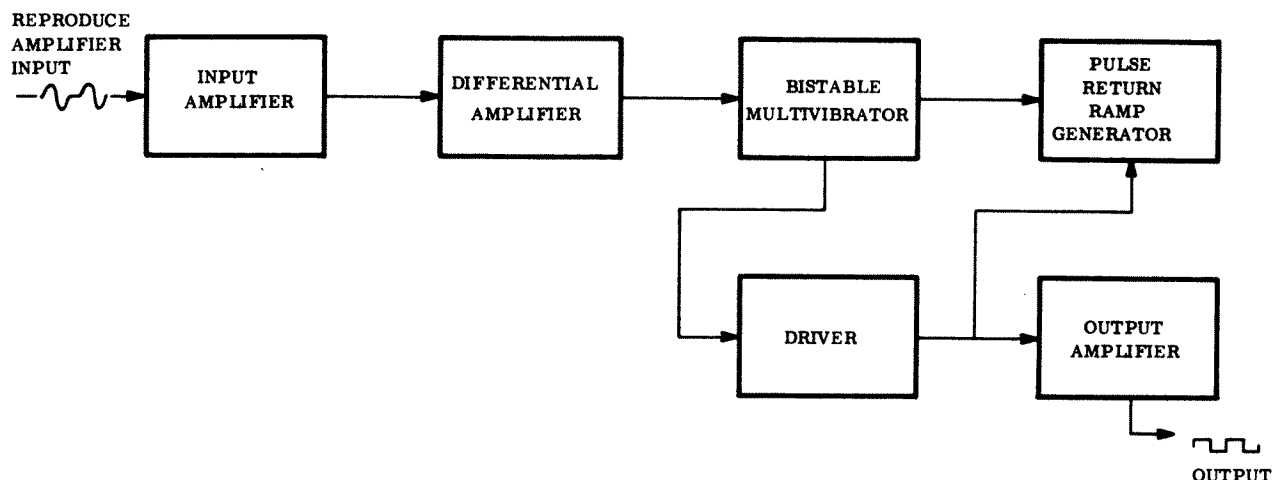 REPRODUCE
AMPLIFIER
INPUT
INPUT
AMPLIFIER
DIFFERENTIAL
AMPLIFIER
BISTABLE
MULTIVIBRATOR
PULSE
RETURN
RAMP
GENERATOR
DRIVER
OUTPUT
AMPLIFIER
OUTPUT